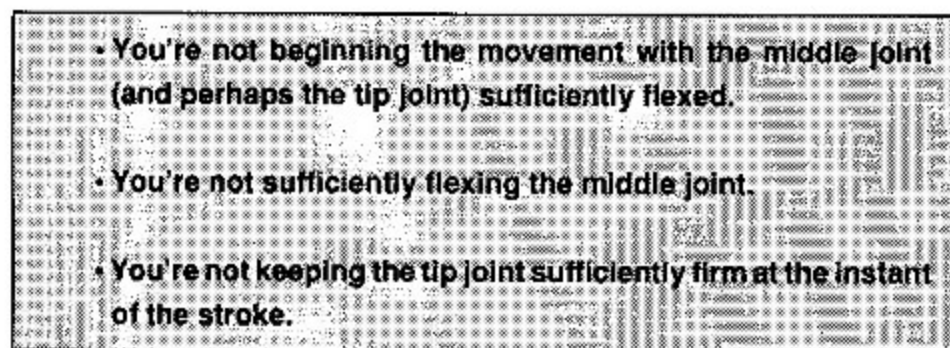 • You're not beginning the movement with the middle joint
(and perhaps the tip joint) sufficiently flexed.
• You're not sufficiently flexing the middle joint.
• You're not keeping the tip joint sufficiently firm at the instant
of the stroke.